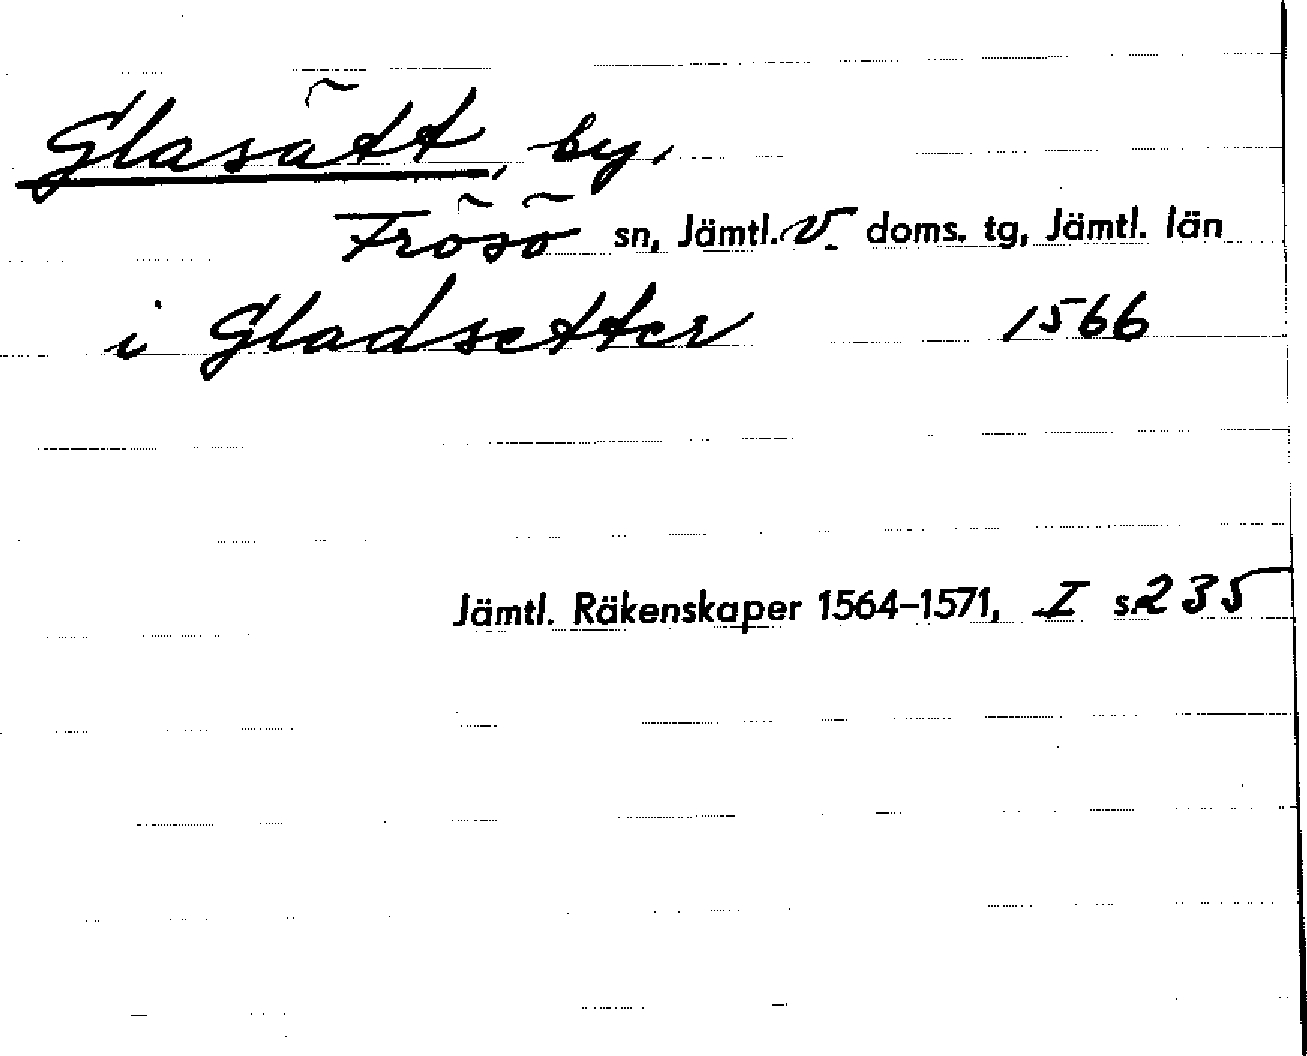 Glasätt, by,
Frösö sn, Jämtl. v. doms. tg, Jämtl. län
i Gladsetter 1566
Jämtl. Räkenskaper 1564-1571, I s. 235